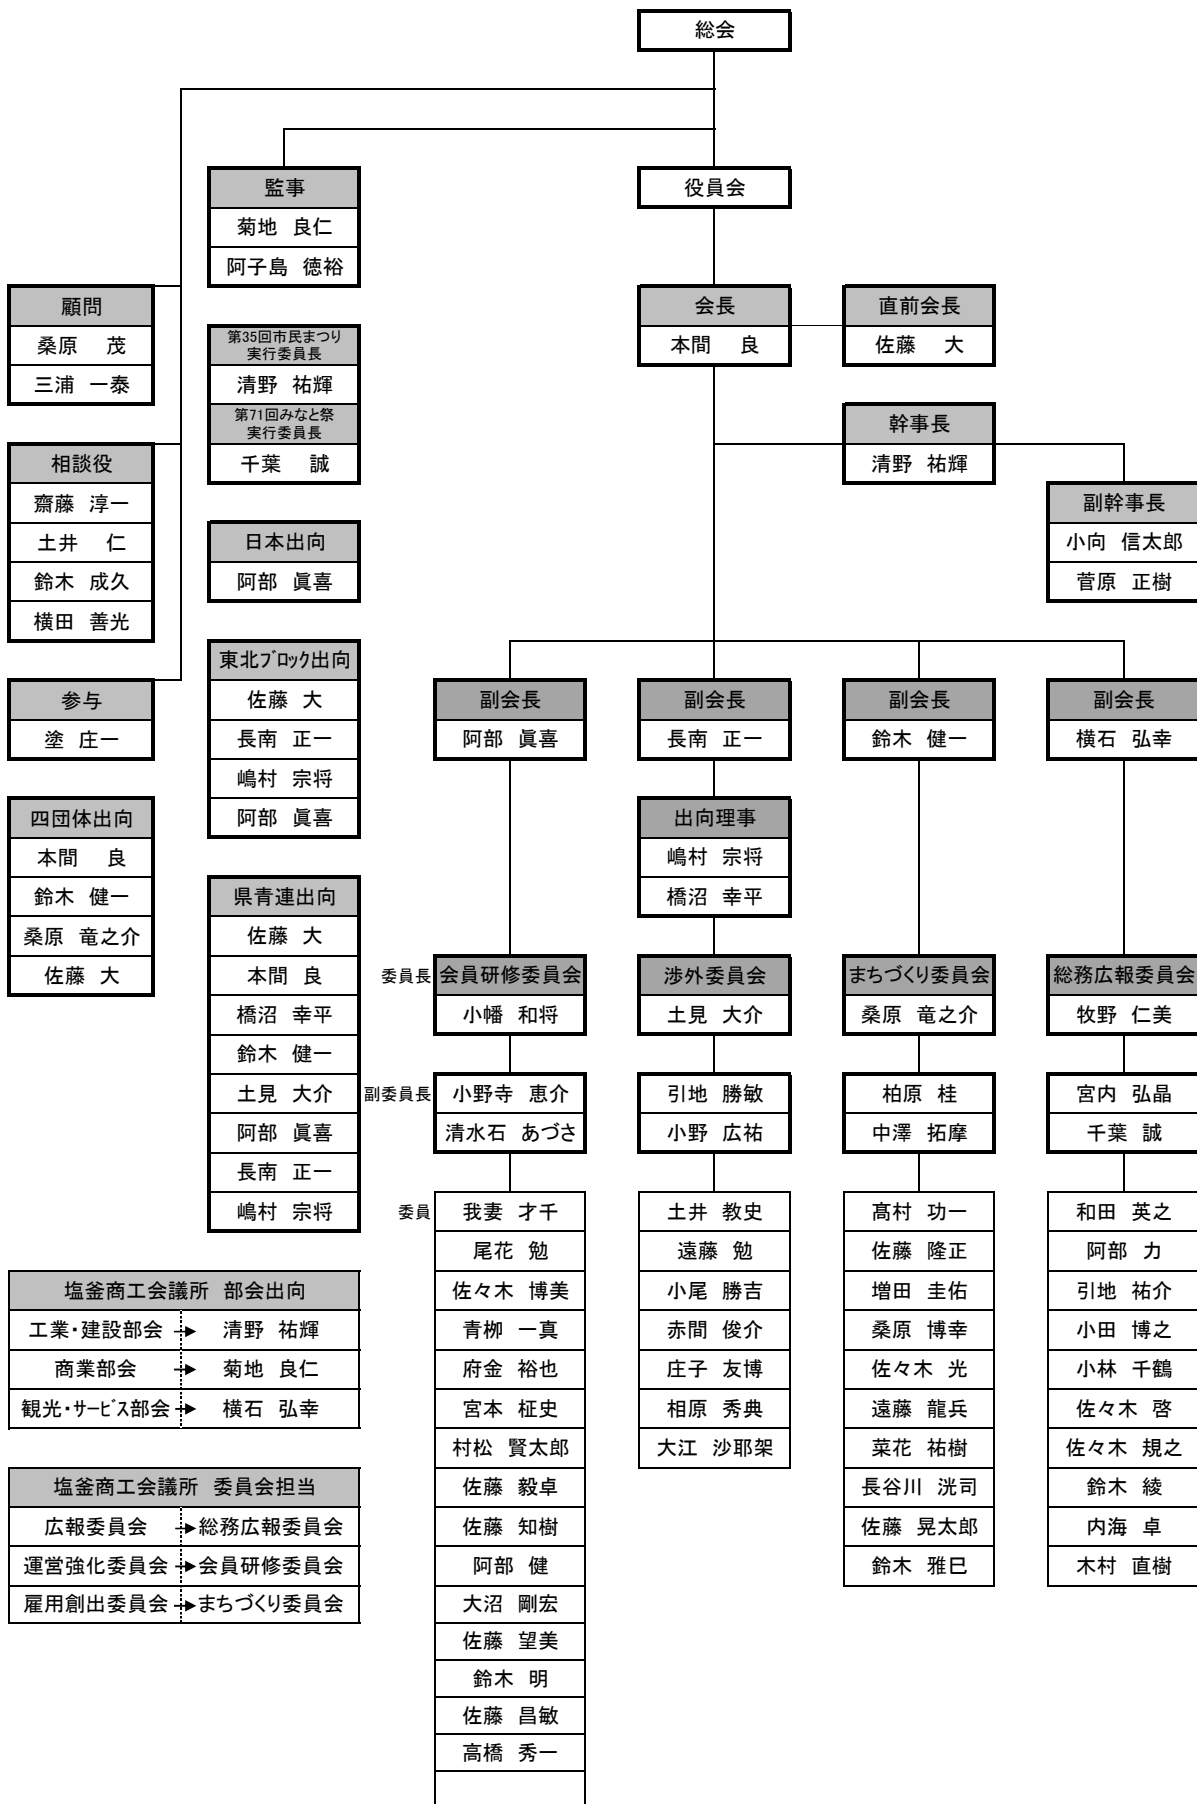 総会
役員会
監事
菊地 良仁
阿子島 徳裕
顧問
桑原 茂
三浦 一泰
第35回市民まつり
実行委員長
清野 祐輝
第71回みなと祭
実行委員長
千葉 誠
会長
本間 良
直前会長
佐藤 大
幹事長
清野 祐輝
副幹事長
小向 信太郎
菅原 正樹
相談役
齋藤 淳一
土井 仁
鈴木 成久
横田 善光
日本出向
阿部 眞喜
参与
塗 庄一
東北ブロック出向
佐藤 大
長南 正一
嶋村 宗将
阿部 眞喜
四団体出向
本間 良
鈴木 健一
桑原 竜之介
佐藤 大
県青連出向
佐藤 大
本間 良
橋沼 幸平
鈴木 健一
土見 大介
阿部 眞喜
長南 正一
嶋村 宗将
副会長
阿部 眞喜
委員長
会員研修委員会
小幡 和将
副委員長
小野寺 恵介
清水石 あづさ
委員
我妻 才千
尾花 勉
佐々木 博美
青栁 一真
府金 裕也
宮本 柾史
村松 賢太郎
佐藤 毅卓
佐藤 知樹
阿部 健
大沼 剛宏
佐藤 望美
鈴木 明
佐藤 昌敏
高橋 秀一
副会長
長南 正一
出向理事
嶋村 宗将
橋沼 幸平
渉外委員会
土見 大介
引地 勝敏
小野 広祐
土井 教史
遠藤 勉
小尾 勝吉
赤間 俊介
庄子 友博
相原 秀典
大江 沙耶架
副会長
鈴木 健一
まちづくり委員会
桑原 竜之介
柏原 桂
中澤 拓摩
髙村 功一
佐藤 隆正
増田 圭佑
桑原 博幸
佐々木 光
遠藤 龍兵
菜花 祐樹
長谷川 洸司
佐藤 晃太郎
鈴木 雅巳
副会長
横石 弘幸
総務広報委員会
牧野 仁美
宮内 弘晶
千葉 誠
和田 英之
阿部 力
引地 祐介
小田 博之
小林 千鶴
佐々木 啓
佐々木 規之
鈴木 綾
内海 卓
木村 直樹
塩釜商工会議所 部会出向
工業・建設部会 → 清野 祐輝
商業部会 → 菊地 良仁
観光・サービス部会 → 横石 弘幸
塩釜商工会議所 委員会担当
広報委員会 → 総務広報委員会
運営強化委員会 → 会員研修委員会
雇用創出委員会 → まちづくり委員会